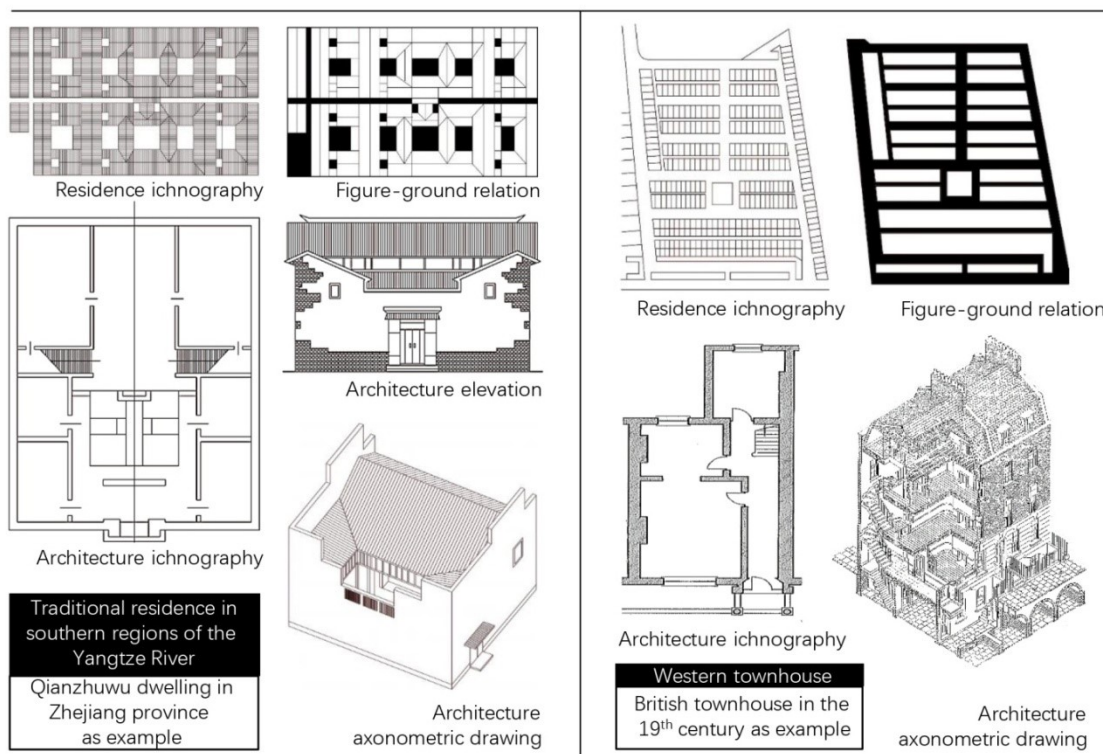 Residence ichnography
Figure-ground relation
Architecture elevation
Architecture ichnography
Traditional residence in
southern regions of the
Yangtze River
Qianzhuwu dwelling in
Zhejiang province
as example
Architecture
axonometric drawing
Residence ichnography
Figure-ground relation
Architecture ichnography
Western townhouse
British townhouse in the
19th century as example
Architecture
axonometric drawing